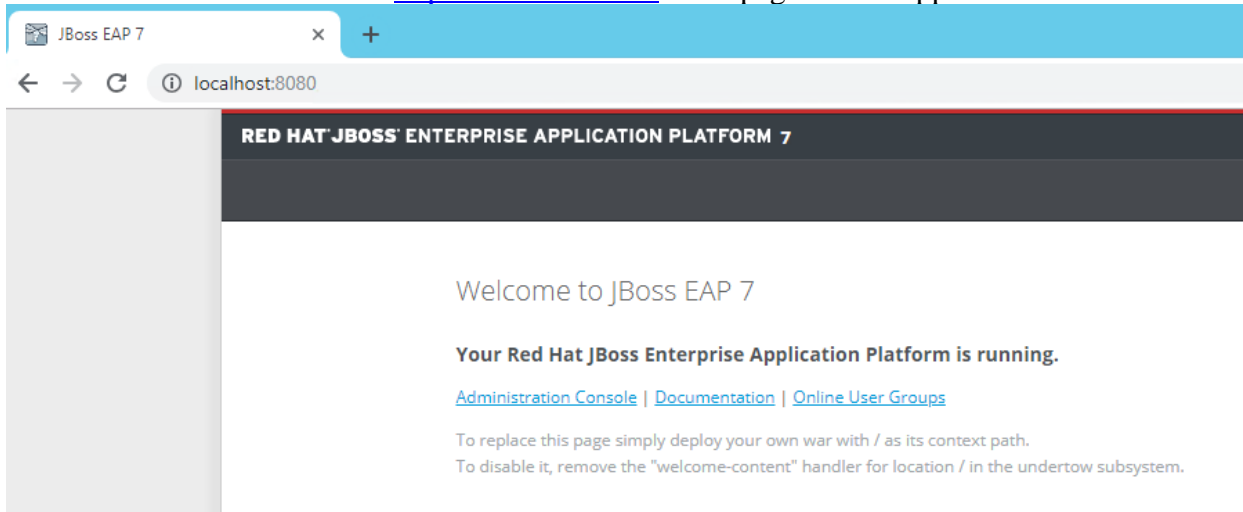 JBoss EAP 7
localhost:8080
RED HAT JBOSS ENTERPRISE APPLICATION PLATFORM 7
Welcome to JBoss EAP 7
Your Red Hat JBoss Enterprise Application Platform is running.
Administration Console | Documentation | Online User Groups
To replace this page simply deploy your own war with / as its context path.
To disable it, remove the "welcome-content" handler for location / in the undertow subsystem.